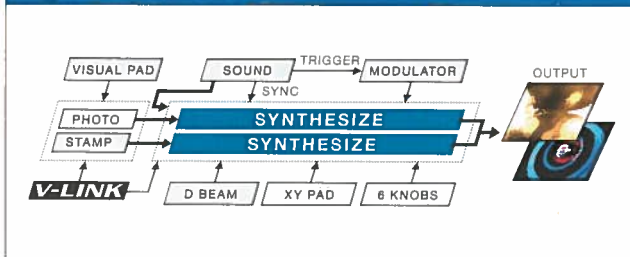 VISUAL PAD SOUND TRIGGER MODULATOR OUTPUT
SYNC
PHOTO SYNTHESIZE
STAMP SYNTHESIZE
V-LINK D BEAM XY PAD 6 KNOBS